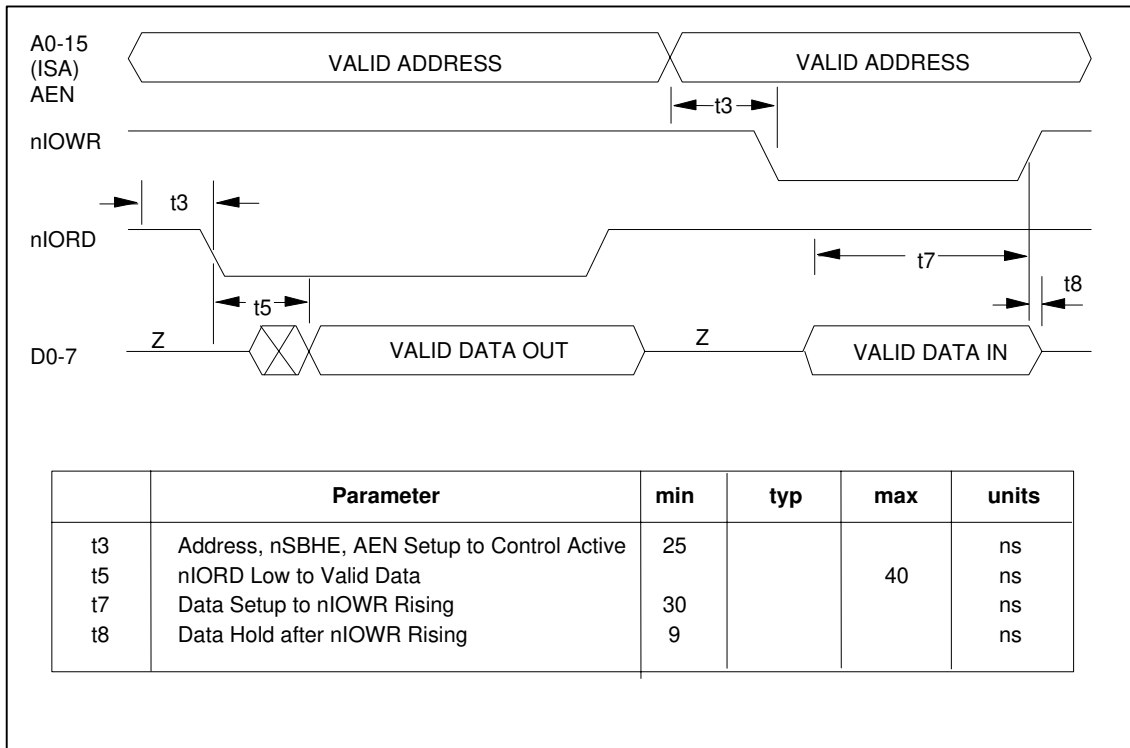 A0-15
(ISA)
AEN
VALID ADDRESS
VALID ADDRESS
t3
nIOWR
t3
nIORD
t7
t8
t5
Z
D0-7
VALID DATA OUT
Z
VALID DATA IN
Parameter min typ max units
t3 Address, nSBHE, AEN Setup to Control Active 25 ns
t5 nIORD Low to Valid Data 40 ns
t7 Data Setup to nIOWR Rising 30 ns
t8 Data Hold after nIOWR Rising 9 ns